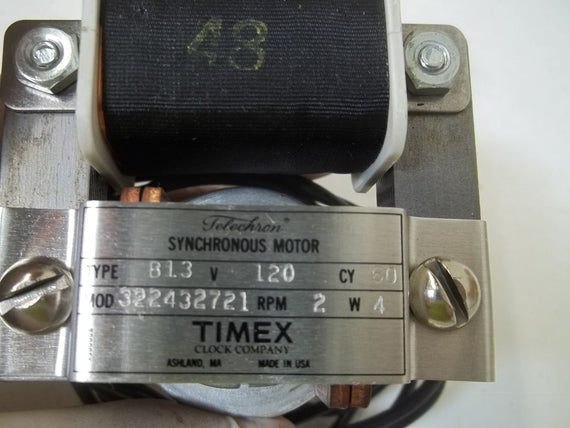 43
Telechron®
SYNCHRONOUS MOTOR
TYPE B13 V 120 CY 60
MOD 322432721 RPM 2 W 4
TIMEX
CLOCK COMPANY
ASHLAND, MA MADE IN USA